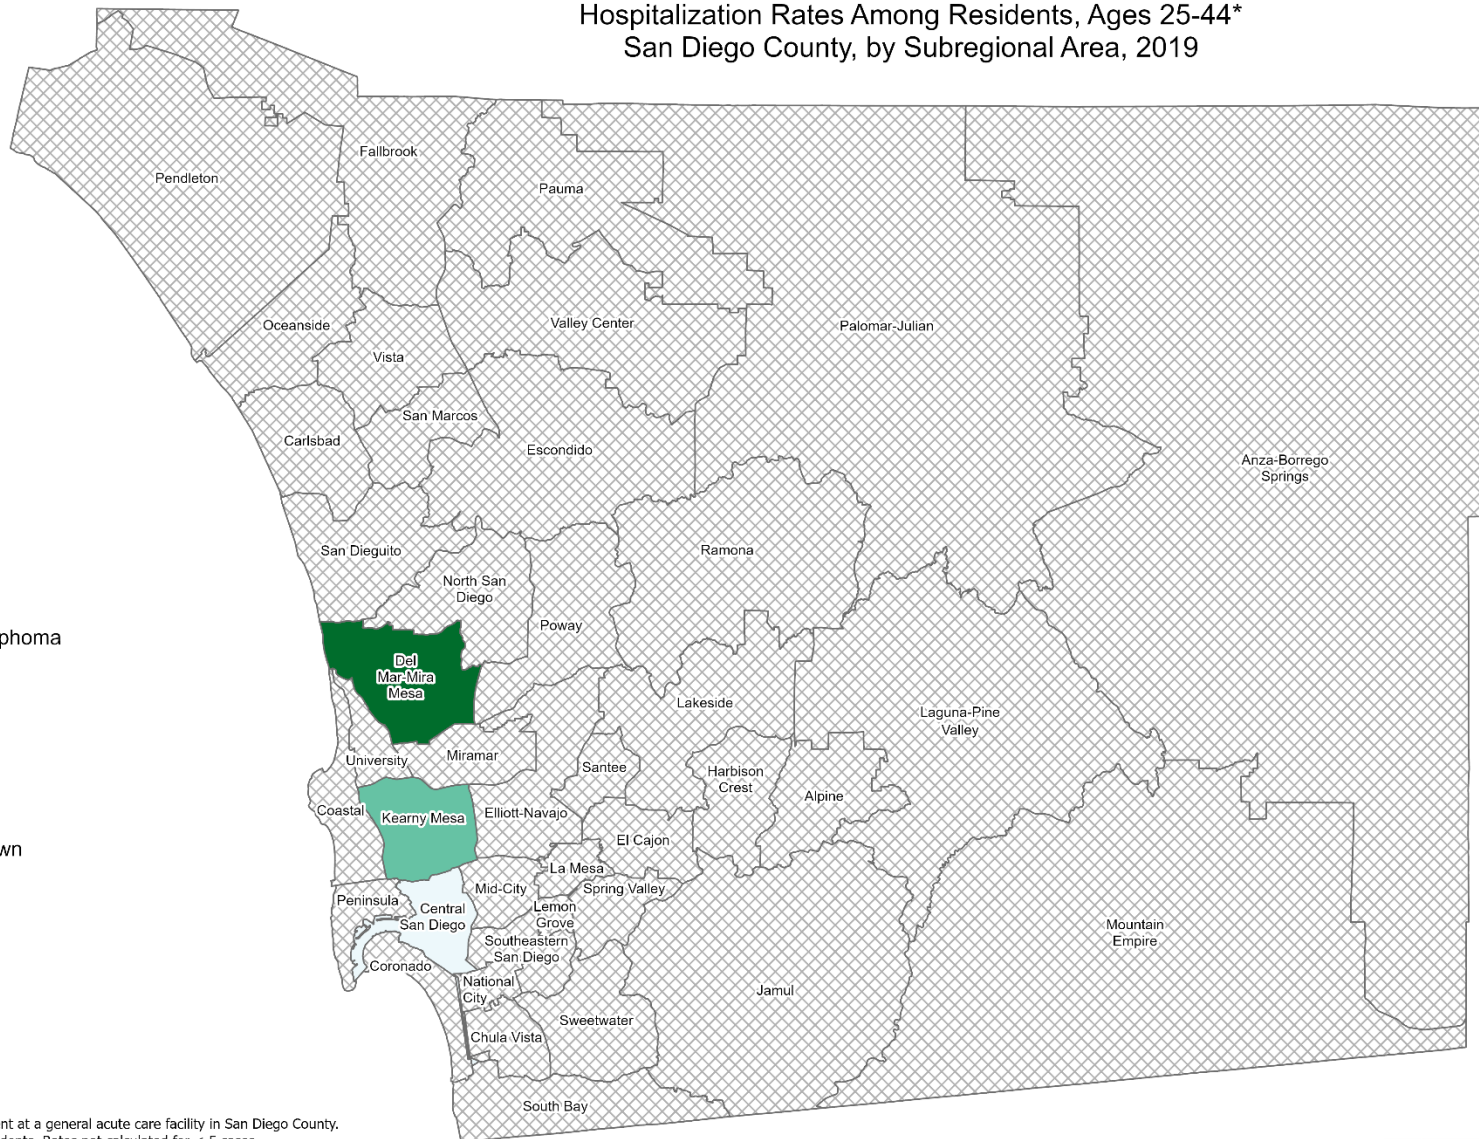 Hospitalization Rates Among Residents, Ages 25-44*
San Diego County, by Subregional Area, 2019
Fallbrook
Pendleton
Pauma
Oceanside
Valley Center
Palomar-Julian
Vista
San Marcos
Carlsbad
Escondido
Anza-Borrego
Springs
San Dieguito
Ramona
North San
Diego
Poway
phoma
Del
Mar-Mira
Mesa
Lakeside
Laguna-Pine
Valley
University
Miramar
Santee
Harbison
Crest
Alpine
Coastal
Kearny Mesa
Elliott-Navajo
El Cajon
wn
La Mesa
Mid-City
Spring Valley
Peninsula
Central
San Diego
Lemon
Grove
Southeastern
San Diego
Mountain
Empire
Coronado
National
City
Jamul
Sweetwater
Chula Vista
South Bay
nt at a general acute care facility in San Diego County.